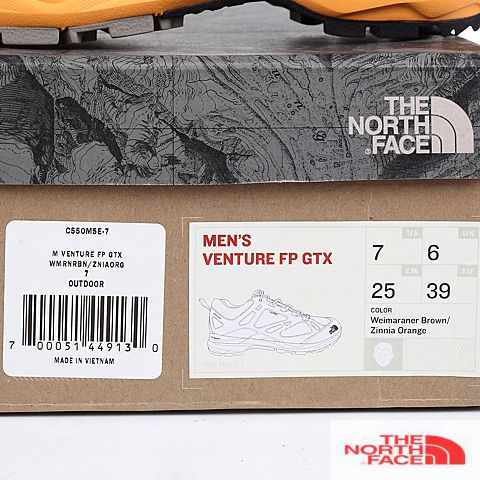 THE
NORTH
FACE
C550M5E-7
M VENTURE FP GTX
WMRNRBN/ZNIAORG
7
OUTDOOR
7 00051 44913 0
MADE IN VIETNAM
MEN'S
VENTURE FP GTX
7 US 6 UK
25 CM 39 EU
COLOR
Weimaraner Brown/
Zinnia Orange
THE
NORTH
FACE